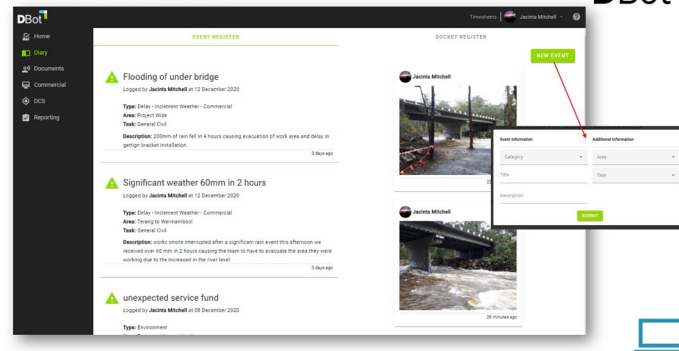 DBot
DBot
Timesheets
Jacinta Mitchell
Home
Diary
Documents
Commercial
DCS
Reporting
EVENT REGISTER
DOCKET REGISTER
NEW EVENT
Flooding of under bridge
Logged by Jacinta Mitchell at 12 December 2020
Type: Delay - Inclement Weather - Commercial
Area: Project Wide
Task: General Civil
Description: 200mm of rain fell in 4 hours causing evacuation of work area and delay in
gettign bracket installation.
3 days ago
Significant weather 60mm in 2 hours
Logged by Jacinta Mitchell at 12 December 2020
Type: Delay - Inclement Weather - Commercial
Area: Terang to Warrnambool
Task: General Civil
Description: works onsite interrupted after a significant rain event this afternoon we
received over 60 mm in 2 hours causing the team to have to evacuate the area they were
working due to the increased in the river level
3 days ago
unexpected service fund
Logged by Jacinta Mitchell at 08 December 2020
Type: Environment
Jacinta Mitchell
Jacinta Mitchell
28 minutes ago
Event Information
Additional Information
Category
Area
Title
Task
Description
SUBMIT